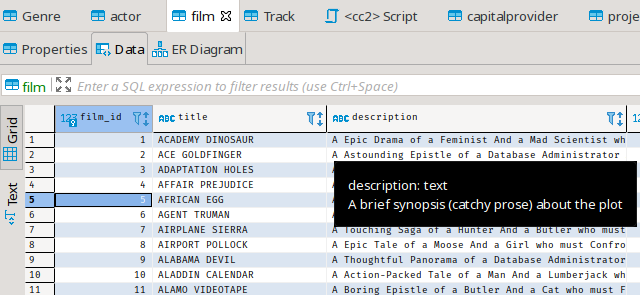 Genre actor film Track <cc2> Script capitalprovider proje
Properties Data ER Diagram
film Enter a SQL expression to filter results (use Ctrl+Space)
Grid
Text
123 film_id ABC title ABC description 12
1 1 ACADEMY DINOSAUR A Epic Drama of a Feminist And a Mad Scientist wh
2 2 ACE GOLDFINGER A Astounding Epistle of a Database Administrator
3 3 ADAPTATION HOLES
4 4 AFFAIR PREJUDICE
5 5 AFRICAN EGG
6 6 AGENT TRUMAN
description: text
A brief synopsis (catchy prose) about the plot
7 7 AIRPLANE SIERRA A Touching Saga of a Hunter And a Butler who must
8 8 AIRPORT POLLOCK A Epic Tale of a Moose And a Girl who must Confro
9 9 ALABAMA DEVIL A Thoughtful Panorama of a Database Administrator
10 10 ALADDIN CALENDAR A Action-Packed Tale of a Man And a Lumberjack wh
11 11 ALAMO VIDEOTAPE A Boring Epistle of a Butler And a Cat who must F